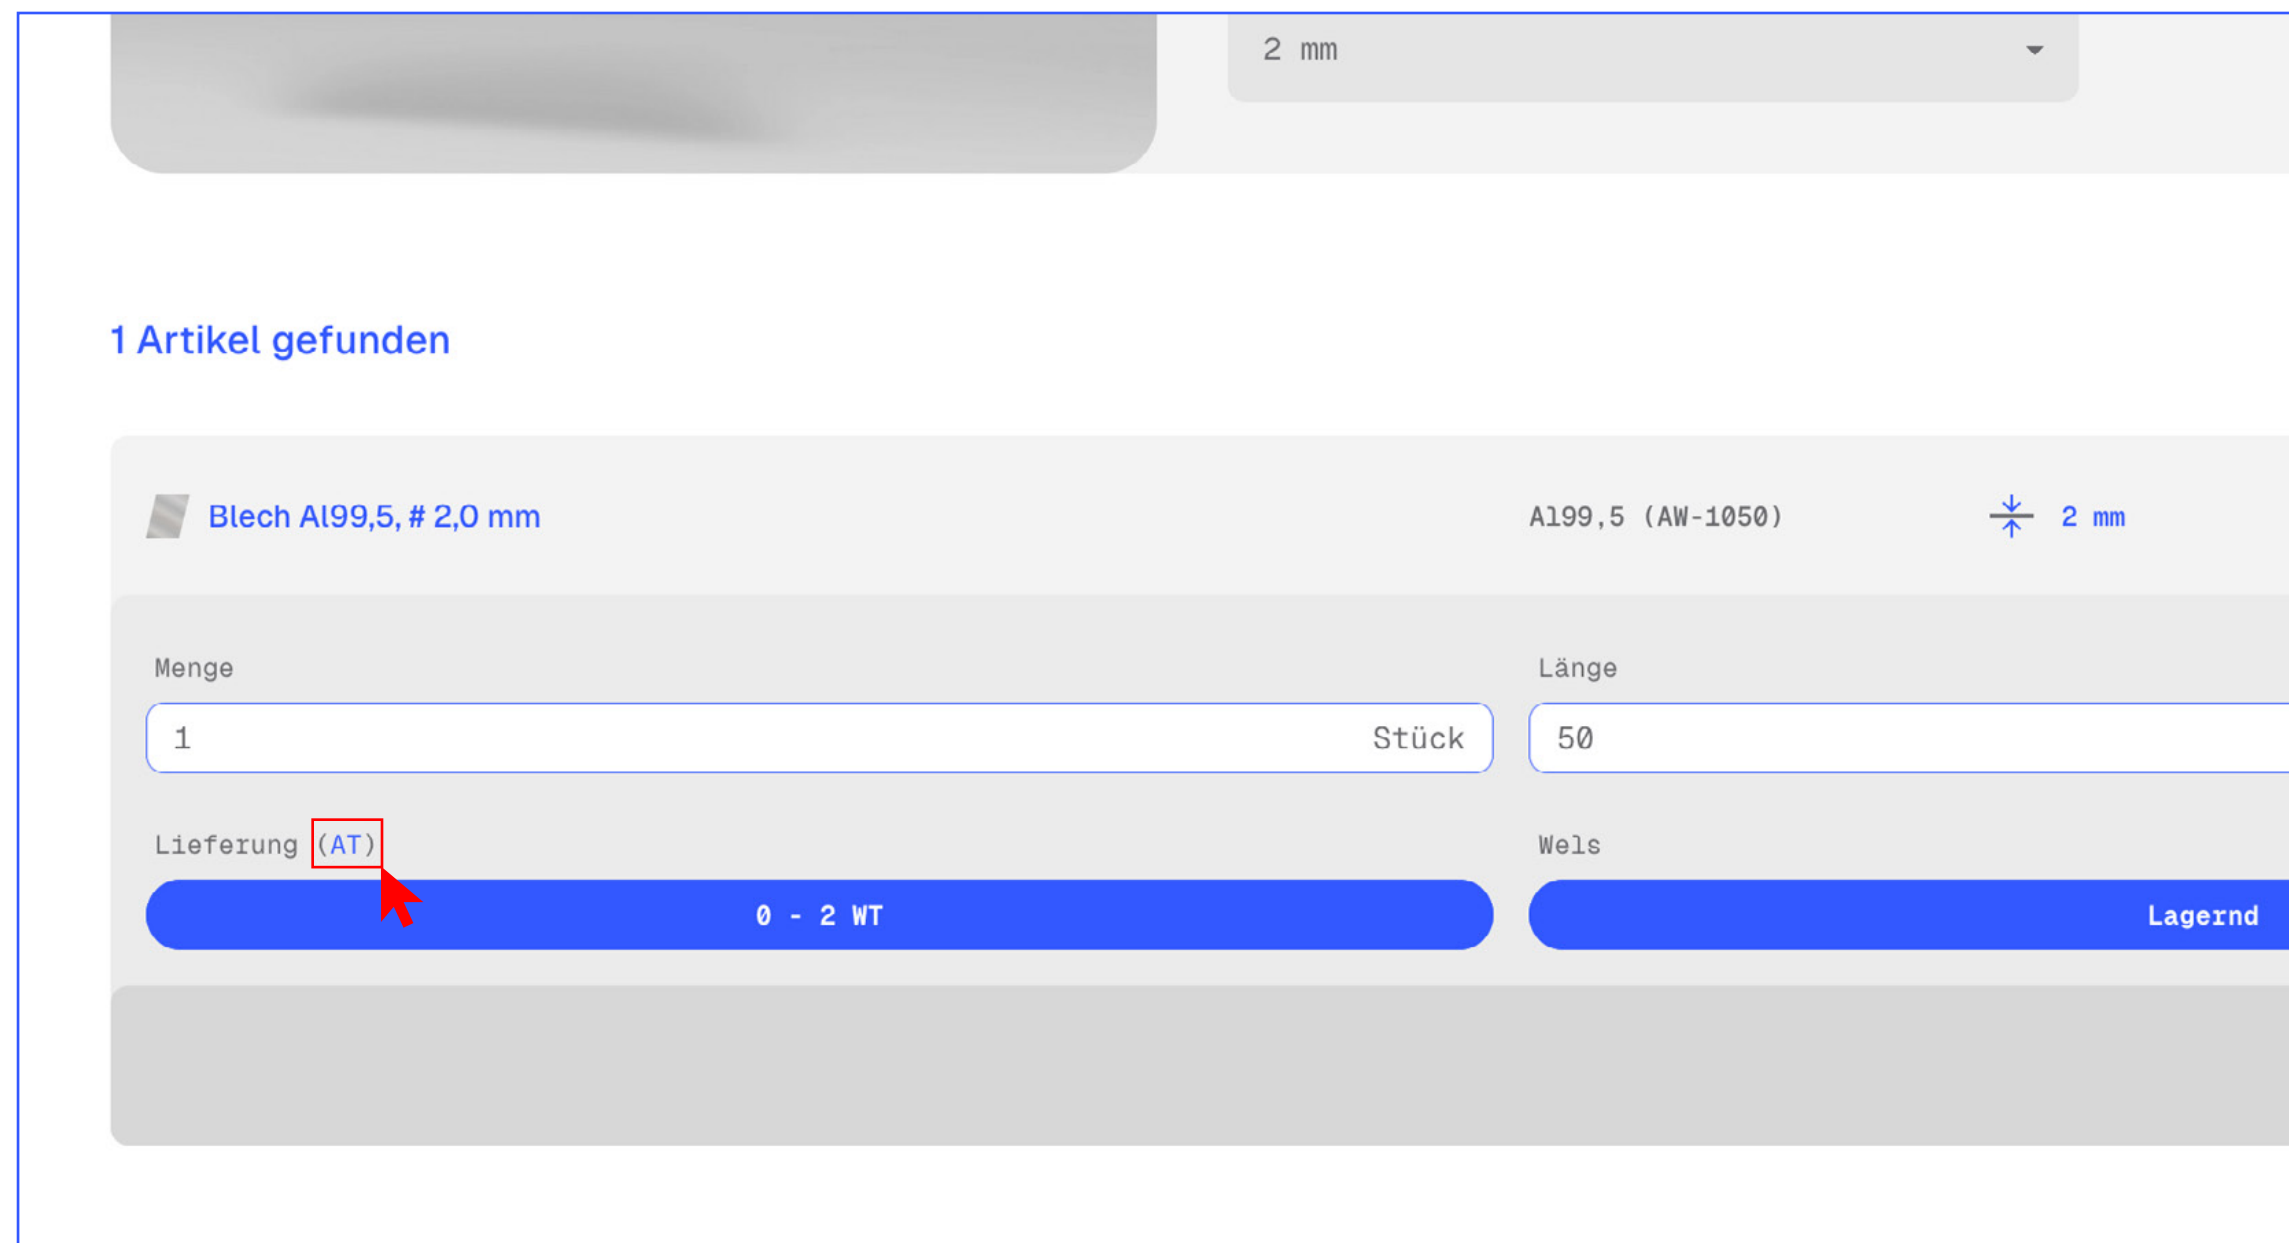 2 mm
1 Artikel gefunden
Blech Al99,5, # 2,0 mm
Al99,5 (AW-1050)
2 mm
Menge
Länge
1
Stück
50
Lieferung (AT)
Wels
0 - 2 WT
Lagernd